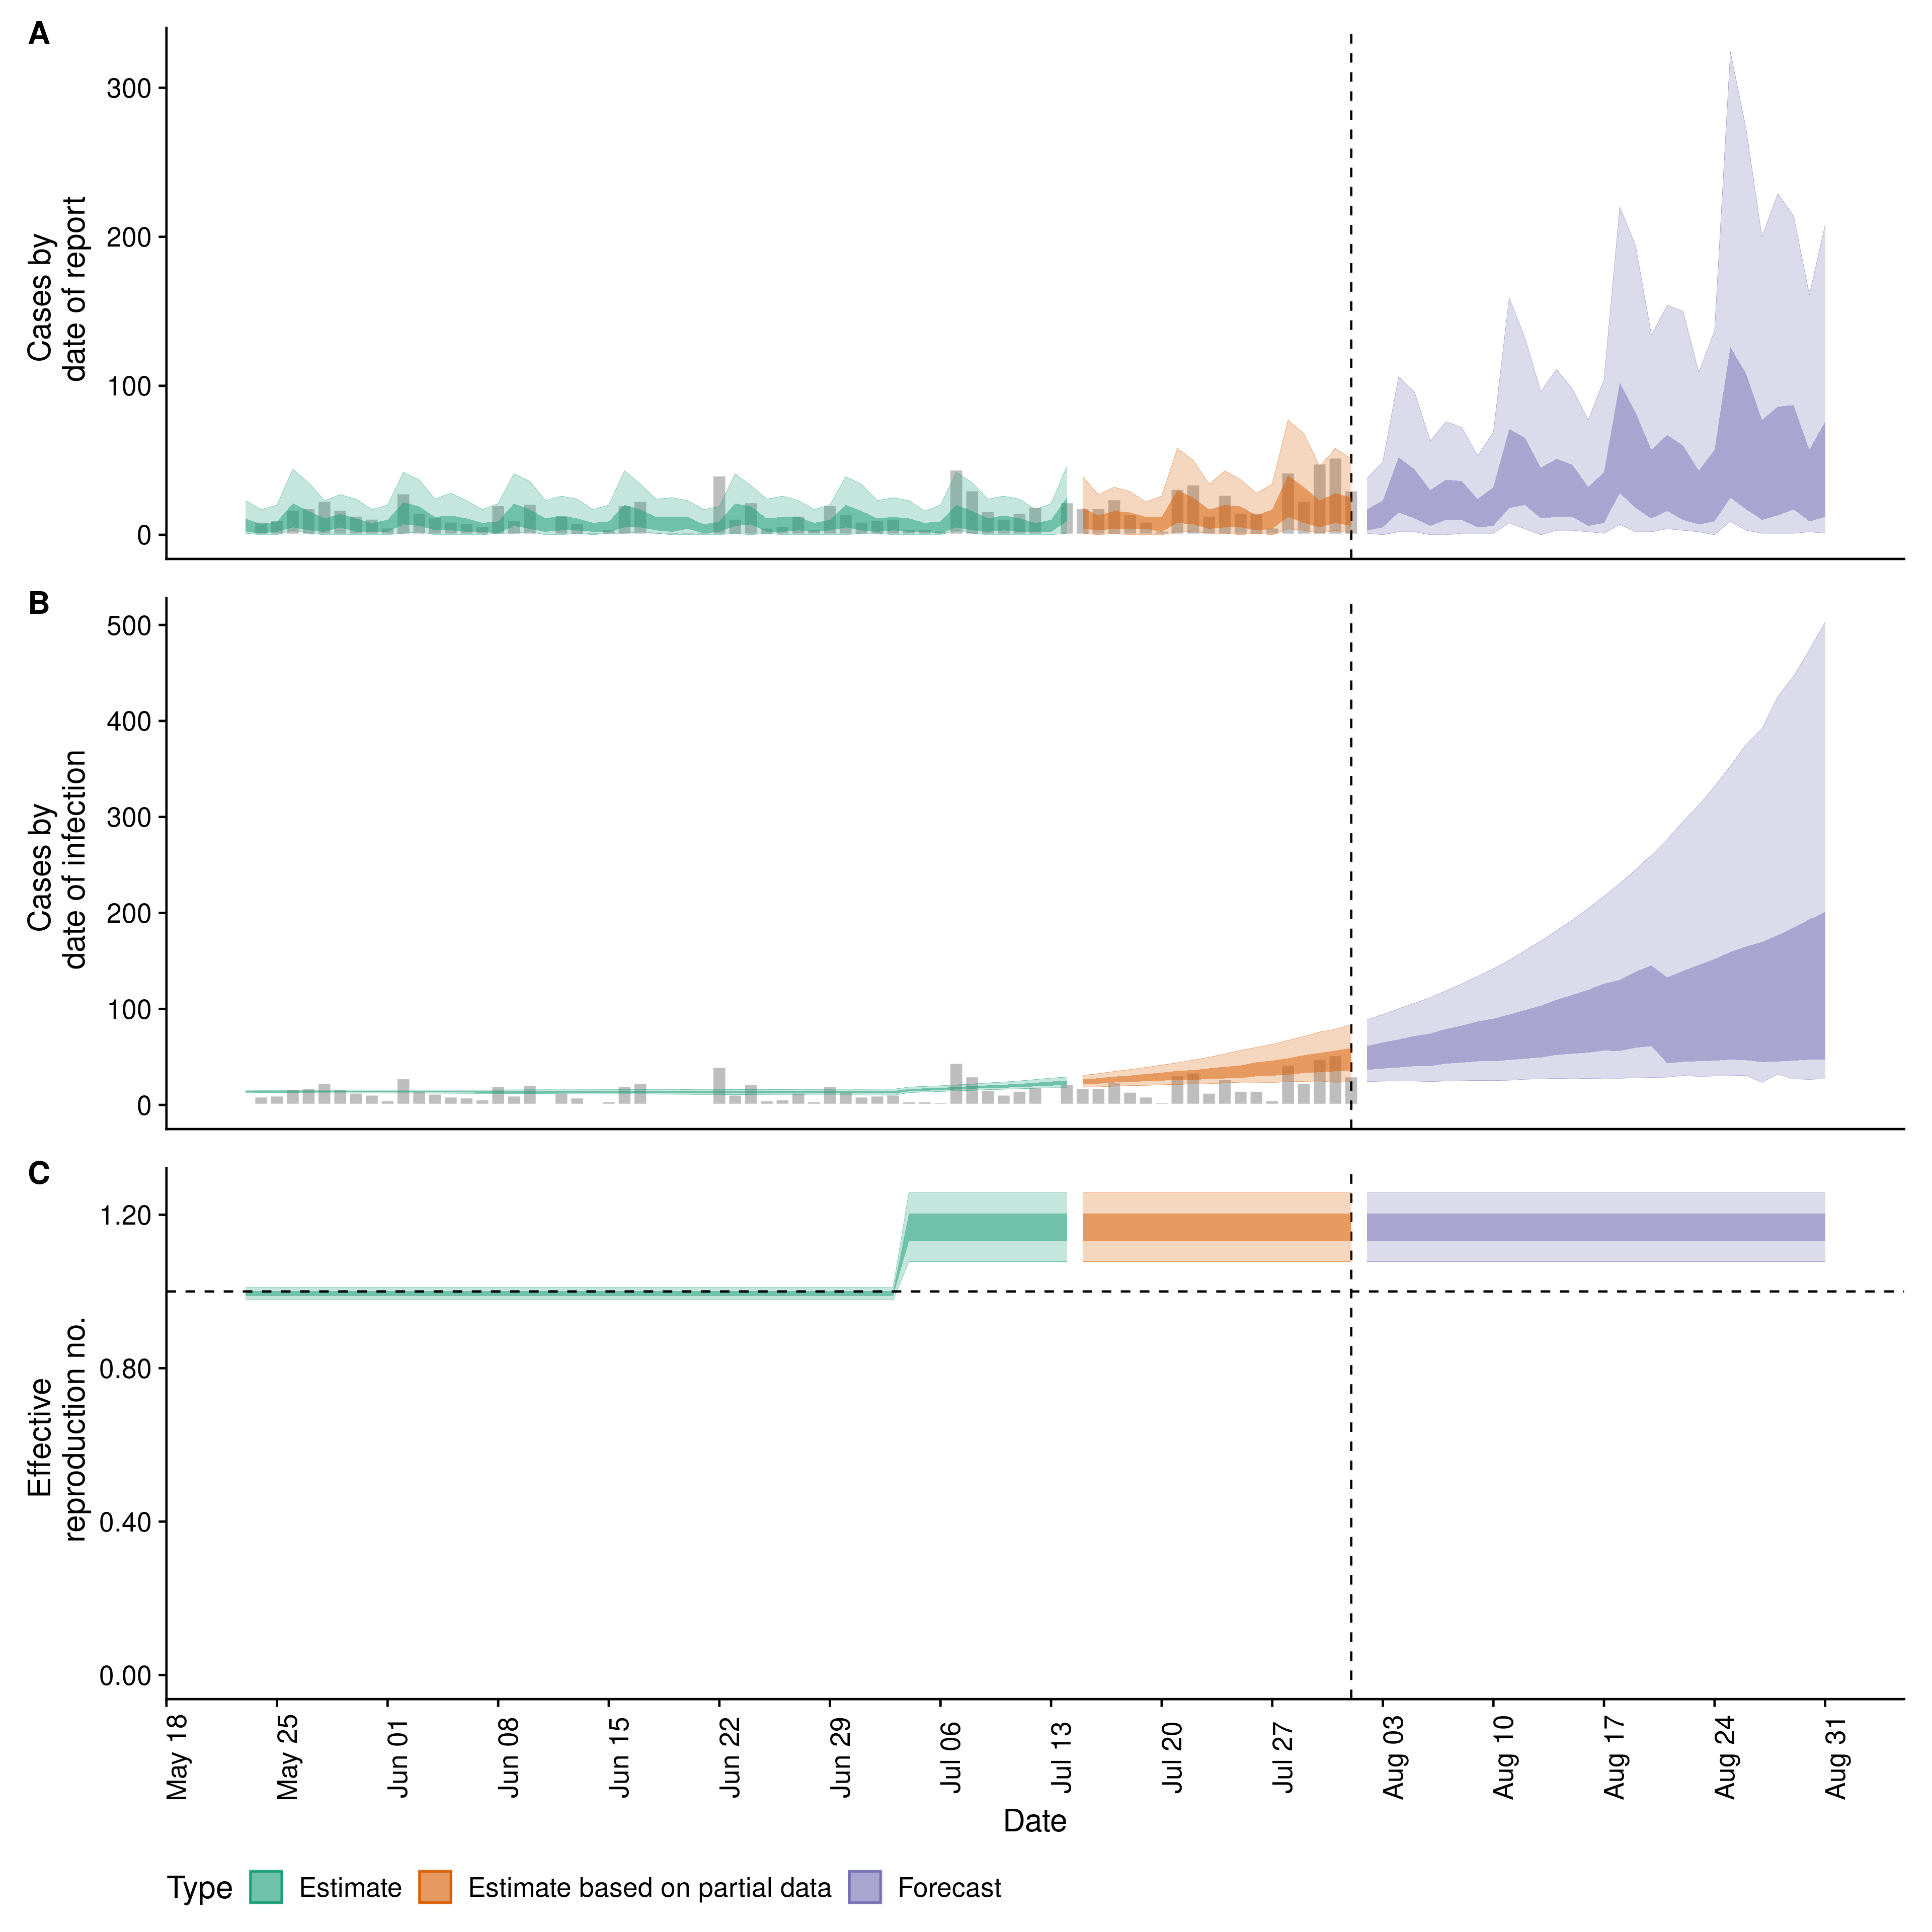 A
Cases by
date of report
300
200
100
0
B
Cases by
date of infection
500
400
300
200
100
0
C
Effective
reproduction no.
1.20
0.80
0.40
0.00
May 18
May 25
Jun 01
Jun 08
Jun 15
Jun 22
Jun 29
Jul 06
Jul 13
Jul 20
Jul 27
Aug 03
Aug 10
Aug 17
Aug 24
Aug 31
Date
Type Estimate Estimate based on partial data Forecast